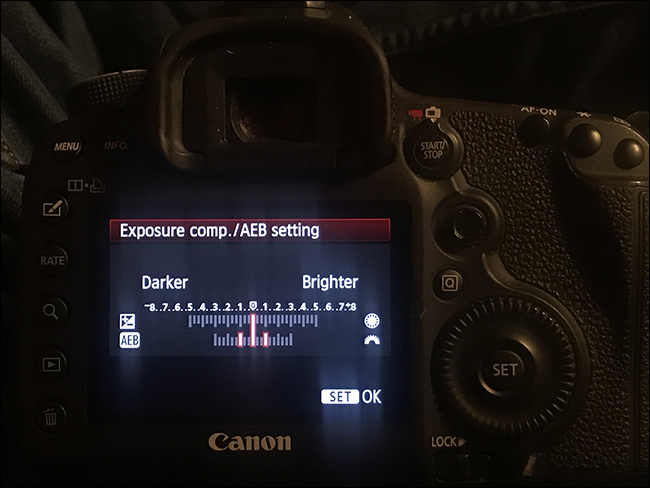 AF-ON
START/
STOP
MENU
INFO.
RATE
Exposure comp./AEB setting
Darker Brighter
−8.7.6.5.4.3.2.1.0.1.2.3.4.5.6.7.+8
AEB
SET OK
Q
SET
Canon
LOCK▶